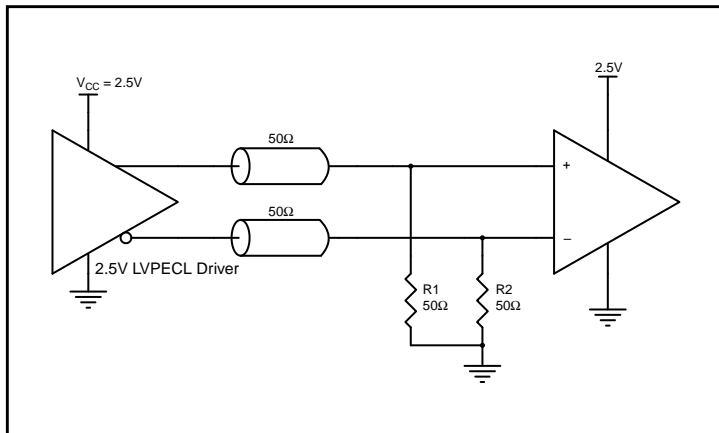 V_CC = 2.5V
2.5V
50Ω
50Ω
+
−
2.5V LVPECL Driver
R1
50Ω
R2
50Ω